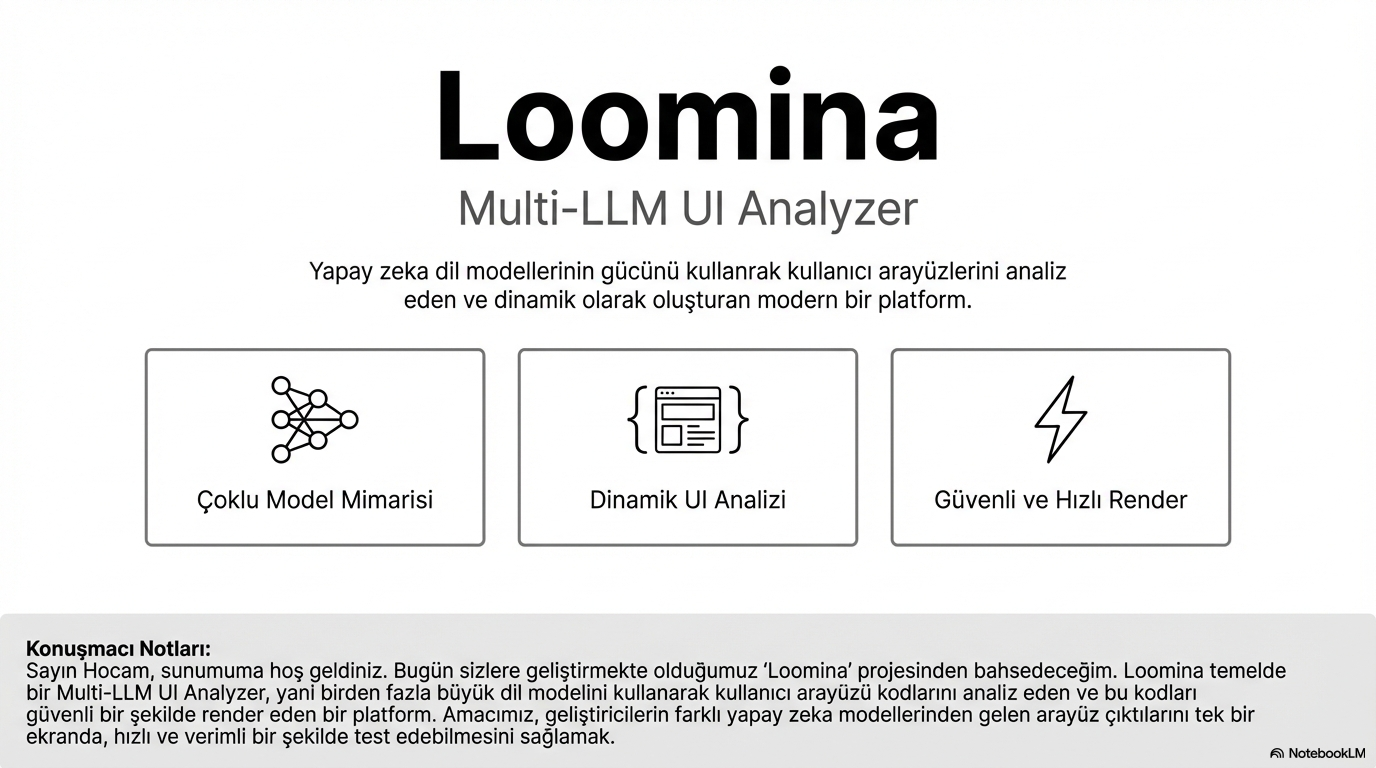 Loomina
Multi-LLM UI Analyzer
Yapay zeka dil modellerinin gücünü kullanrak kullanıcı arayüzlerini analiz
eden ve dinamik olarak oluşturan modern bir platform.
Çoklu Model Mimarisi
Dinamik UI Analizi
Güvenli ve Hızlı Render
Konuşmacı Notları:
Sayın Hocam, sunumuma hoş geldiniz. Bugün sizlere geliştirmekte olduğumuz ‘Loomina’ projesinden bahsedeceğim. Loomina temelde
bir Multi-LLM UI Analyzer, yani birden fazla büyük dil modelini kullanarak kullanıcı arayüzü kodlarını analiz eden ve bu kodları
güvenli bir şekilde render eden bir platform. Amacımız, geliştiricilerin farklı yapay zeka modellerinden gelen arayüz çıktılarını tek bir
ekranda, hızlı ve verimli bir şekilde test edebilmesini sağlamak.
NotebookLM